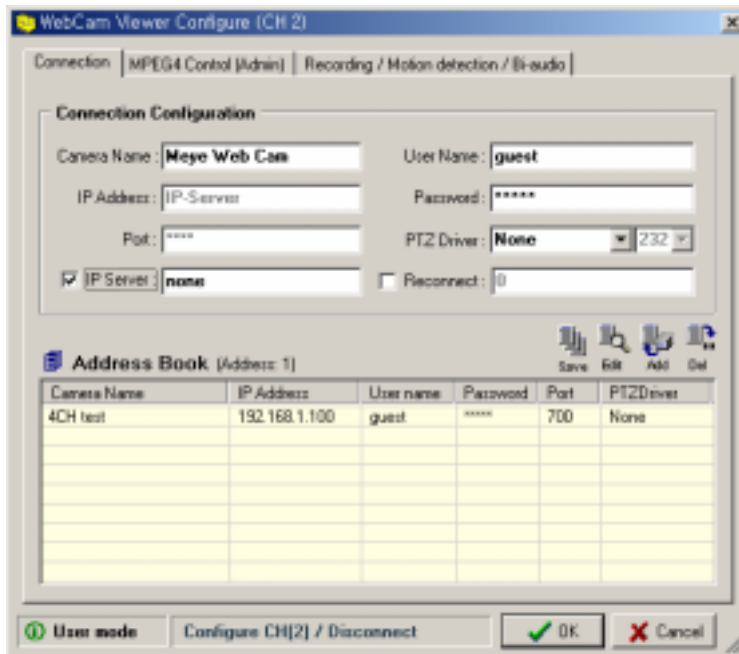 WebCam Viewer Configure (CH 2)
Connection MPEG4 Control (Admin) Recording / Motion detection / Bi-audio
Connection Configuration
Camera Name : Meye Web Cam User Name : guest
IP Address : IP-Server Password : *****
Port : **** PTZ Driver : None 232
IP Server : none Reconnect : 0
Save Edit Add Del
Address Book (Address: 1)
Camera Name IP Address User name Password Port PTZDriver
4CH test 192.168.1.100 guest ***** 700 None
User mode Configure CH[2] / Disconnect OK Cancel